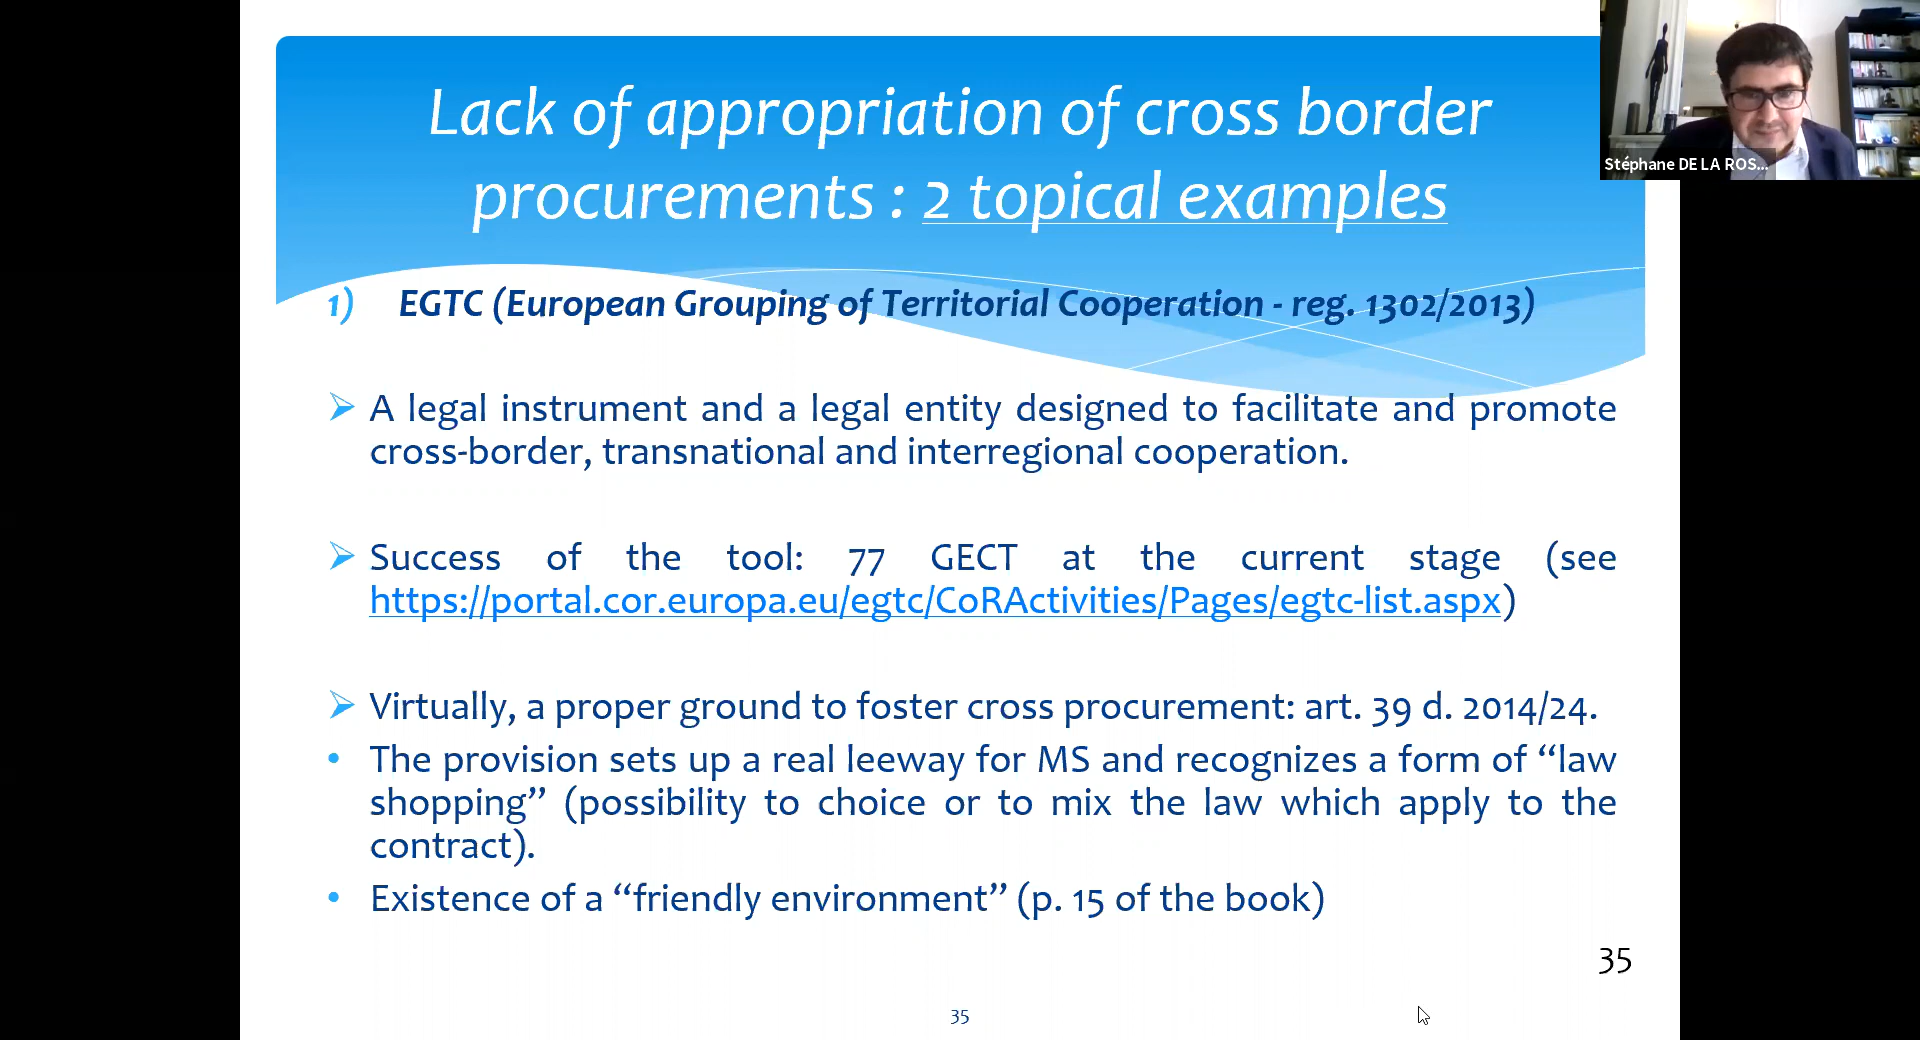 Lack of appropriation of cross border
procurements : 2 topical examples
Stéphane DE LA ROS...
1) EGTC (European Grouping of Territorial Cooperation - reg. 1302/2013)
A legal instrument and a legal entity designed to facilitate and promote
cross-border, transnational and interregional cooperation.
Success of the tool: 77 GECT at the current stage (see
https://portal.cor.europa.eu/egtc/CoRActivities/Pages/egtc-list.aspx)
Virtually, a proper ground to foster cross procurement: art. 39 d. 2014/24.
• The provision sets up a real leeway for MS and recognizes a form of “law
shopping” (possibility to choice or to mix the law which apply to the
contract).
• Existence of a “friendly environment” (p. 15 of the book)
35
35